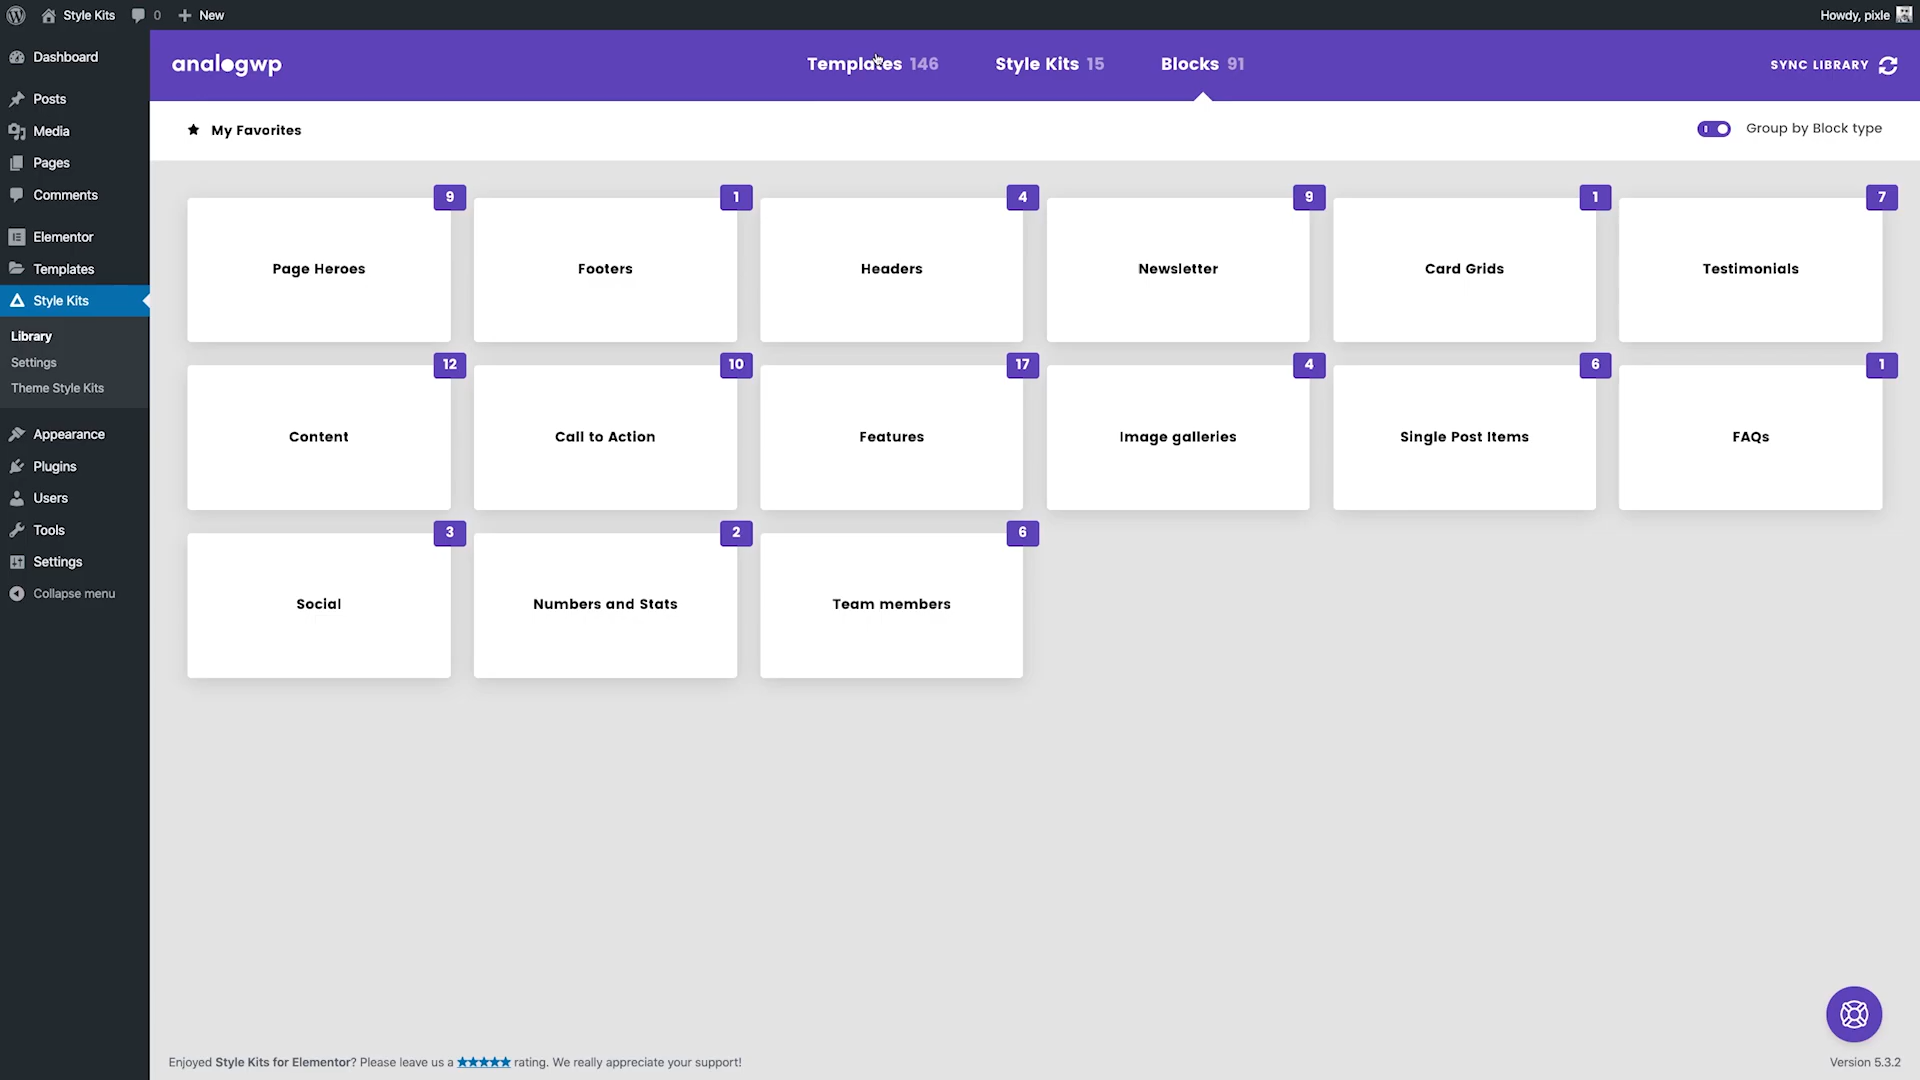 Style Kits 0 New Howdy, pixle
Dashboard
Posts
Media
Pages
Comments
Elementor
Templates
Style Kits
Library
Settings
Theme Style Kits
Appearance
Plugins
Users
Tools
Settings
Collapse menu
analogwp Templates 146 Style Kits 15 Blocks 91 SYNC LIBRARY
My Favorites Group by Block type
9 1 4 9 1 7
Page Heroes Footers Headers Newsletter Card Grids Testimonials
12 10 17 4 6 1
Content Call to Action Features Image galleries Single Post Items FAQs
3 2 6
Social Numbers and Stats Team members
Enjoyed Style Kits for Elementor? Please leave us a ★★★★★ rating. We really appreciate your support! Version 5.3.2